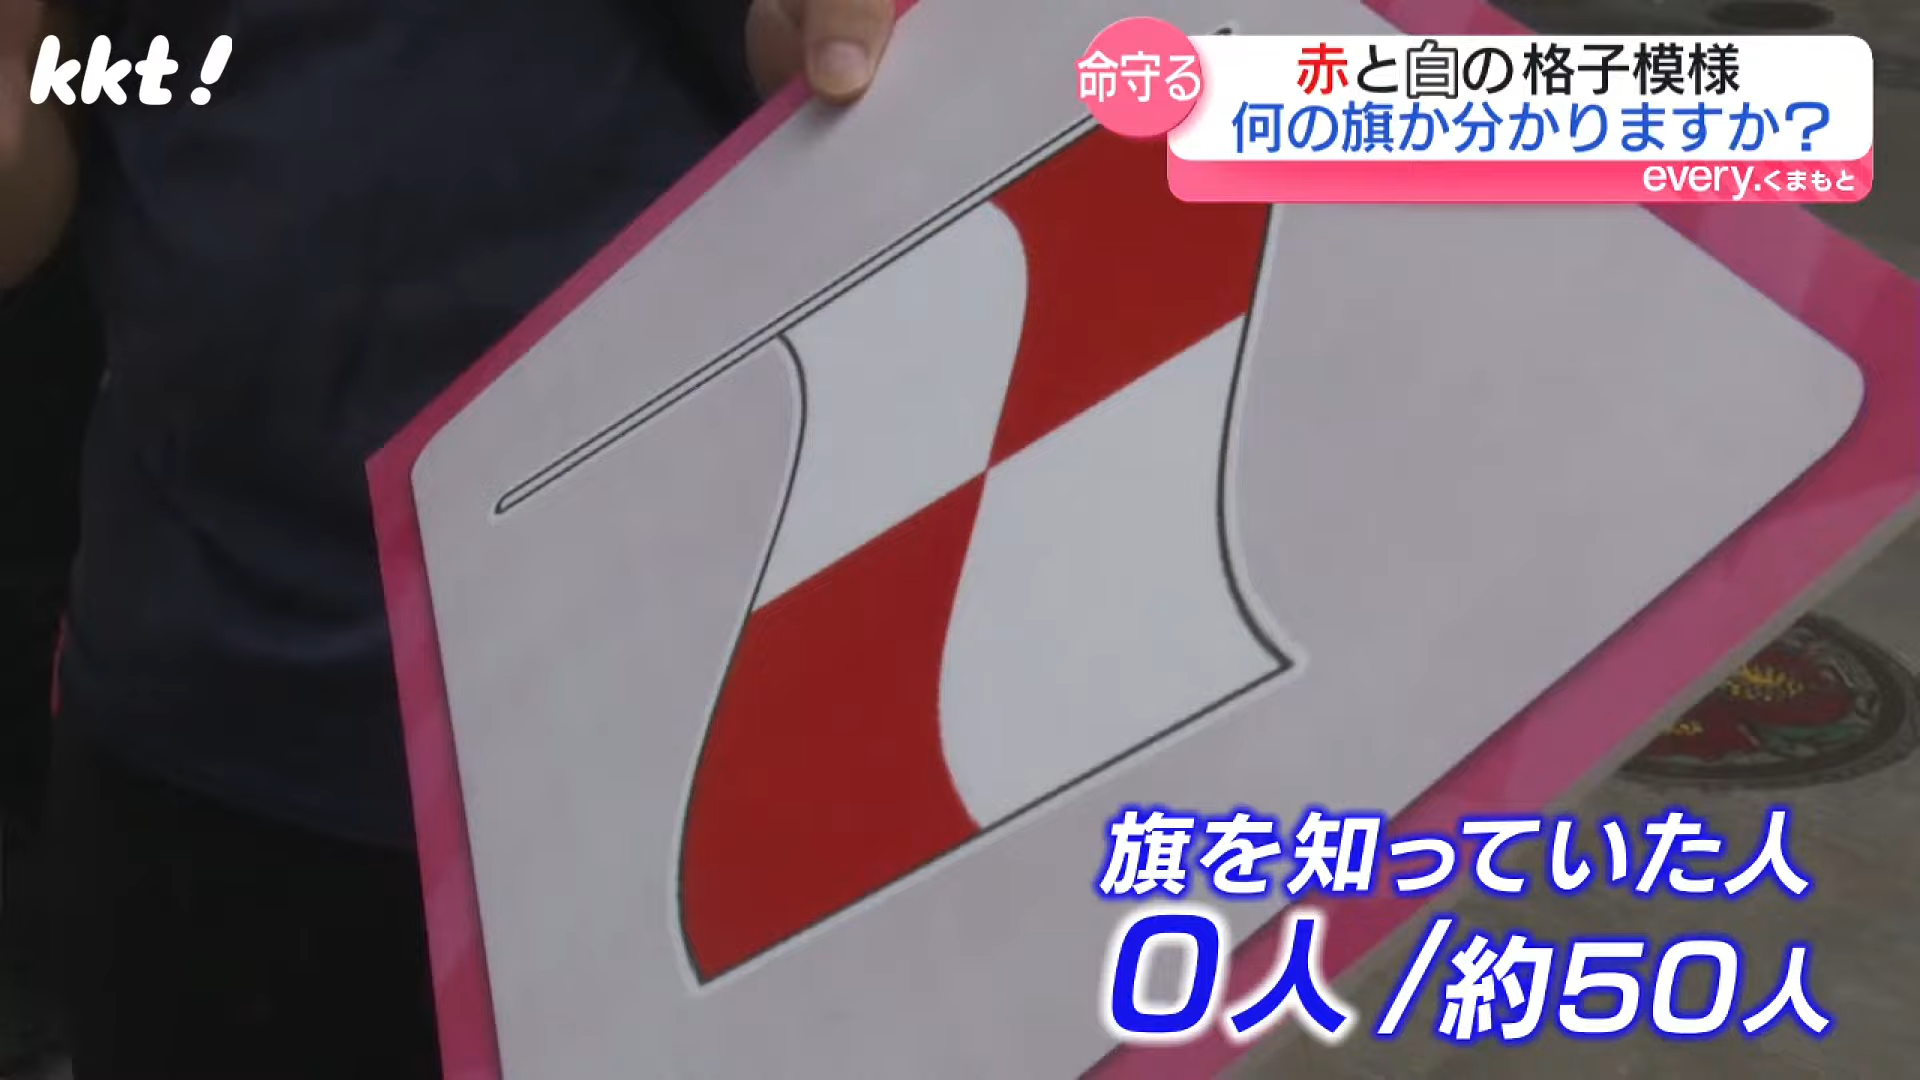 kkt!
命守る
赤と白の格子模様
何の旗か分かりますか?
every.くまもと
旗を知っていた人
0人/約50人